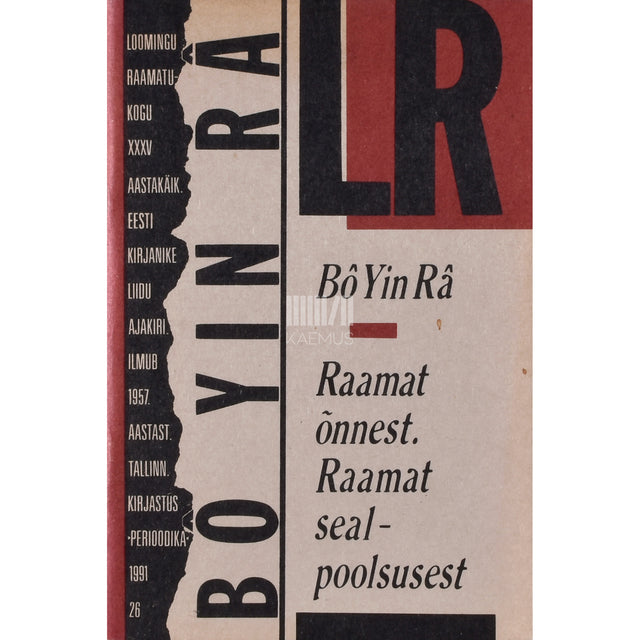 LOOMINGU
RAAMATU-
KOGU
XXXV
AASTAKÄIK.
EESTI
KIRJANIKE
LIIDU
AJAKIRI.
ILMUB
1957.
AASTAST.
TALLINN.
KIRJASTUS
«PERIOODIKA»
1991
26
BÔ YIN RÂ
LR
Bô Yin Râ
KAEMUS
Raamat
õnnest.
Raamat
seal-
poolsusest